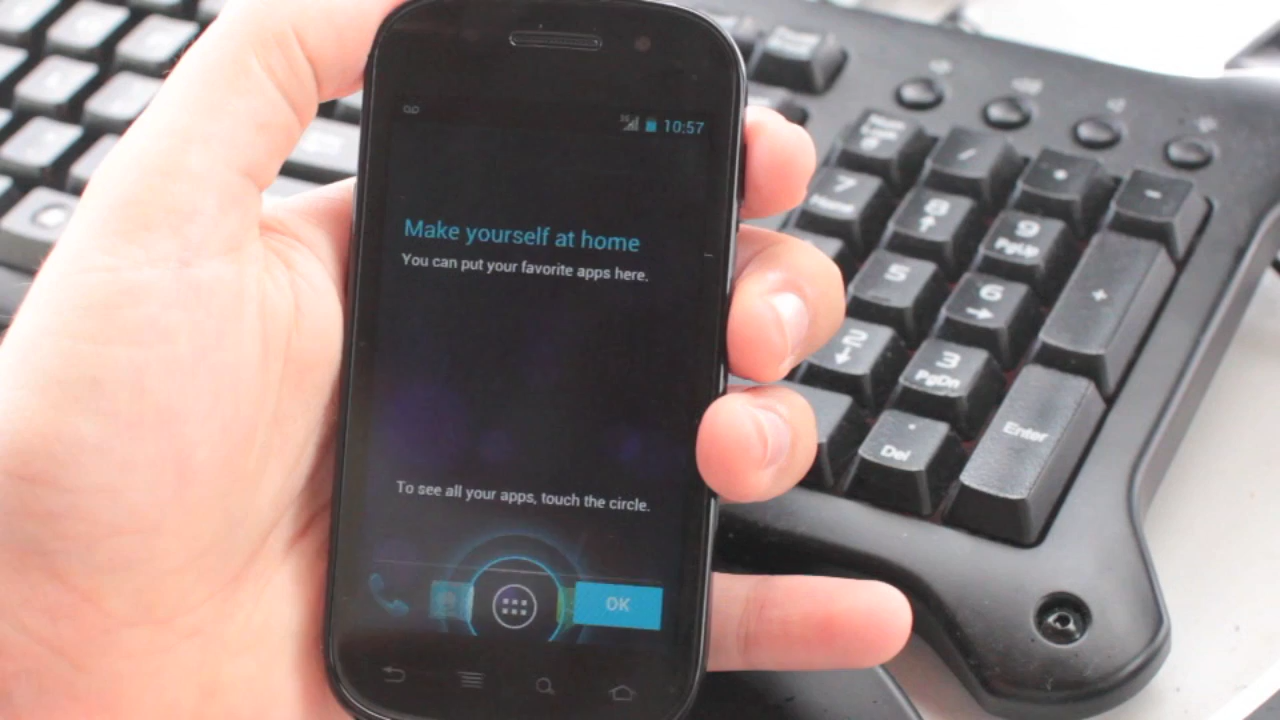 10:57
Make yourself at home
You can put your favorite apps here.
To see all your apps, touch the circle.
OK
/
*
-
7
8
9
PgUp
+
5
6
2
3
PgDn
.
Del
Enter